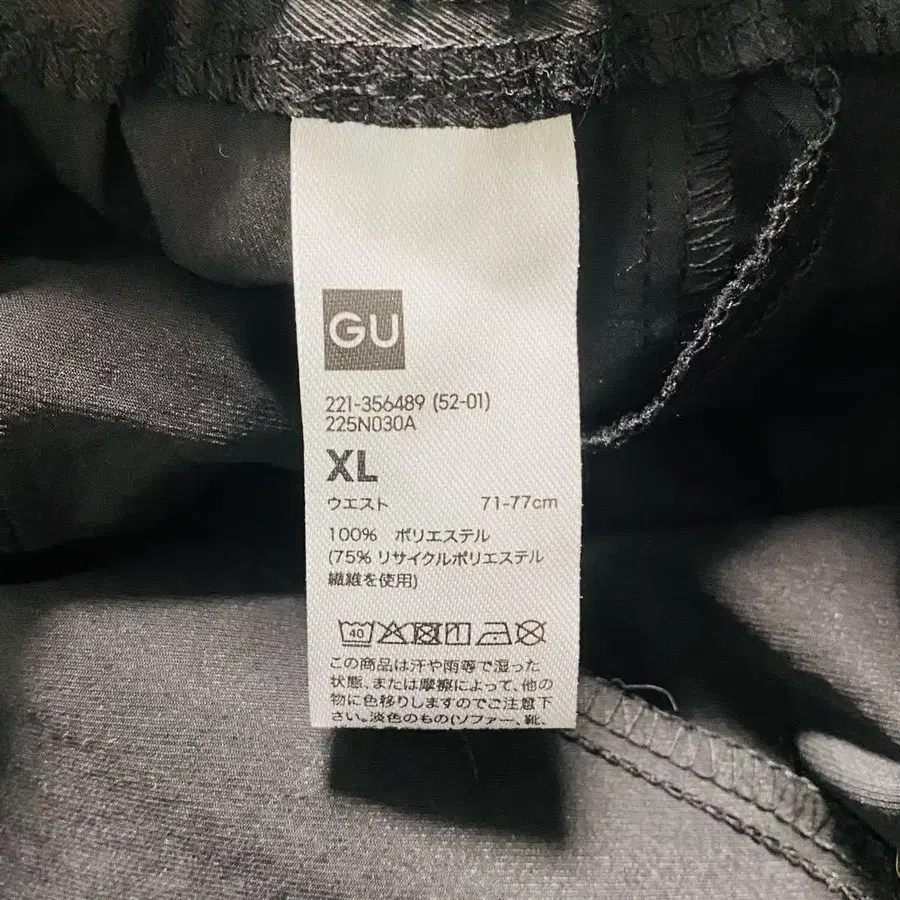 GU
221-356489 (52-01)
225N030A
XL
ウエスト 71-77cm
100% ポリエステル
(75% リサイクルポリエステル
繊維を使用)
40
この商品は汗や雨等で湿った
状態、または摩擦によって、他の
物に色移りしますのでご注意下
さい。淡色のもの(ソファー、靴、